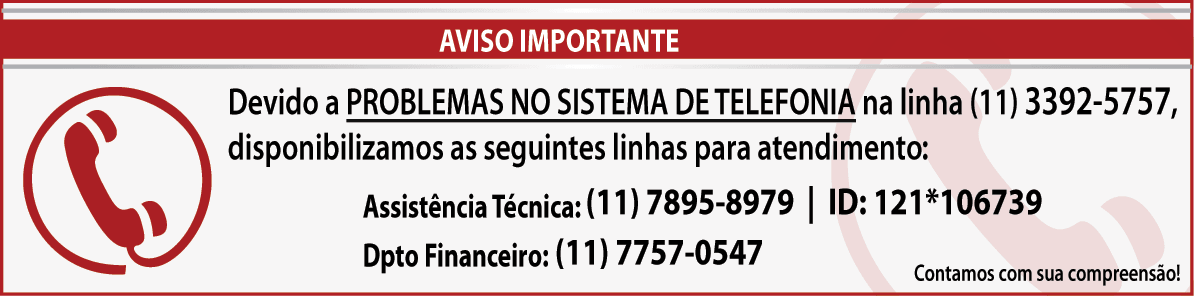 AVISO IMPORTANTE
Devido a PROBLEMAS NO SISTEMA DE TELEFONIA na linha (11) 3392-5757,
disponibilizamos as seguintes linhas para atendimento:
Assistência Técnica: (11) 7895-8979 | ID: 121*106739
Dpto Financeiro: (11) 7757-0547
Contamos com sua compreensão!